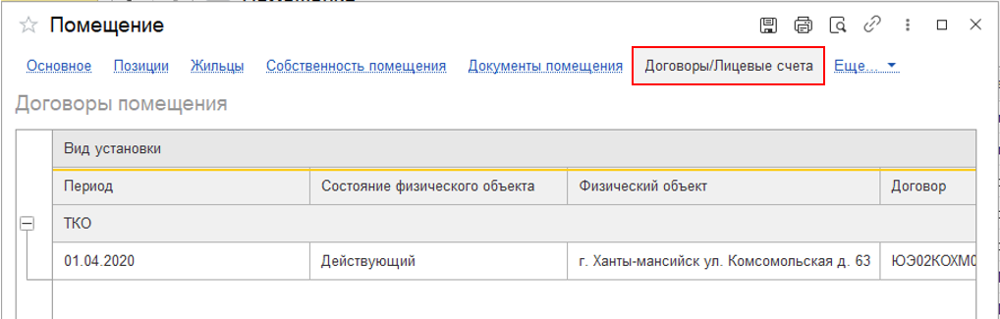 Помещение
Основное Позиции Жильцы Собственность помещения Документы помещения Договоры/Лицевые счета Еще...
Договоры помещения
Вид установки
Период Состояние физического объекта Физический объект Договор
ТКО
01.04.2020 Действующий г. Ханты-мансийск ул. Комсомольская д. 63 ЮЭ02КОХМ0